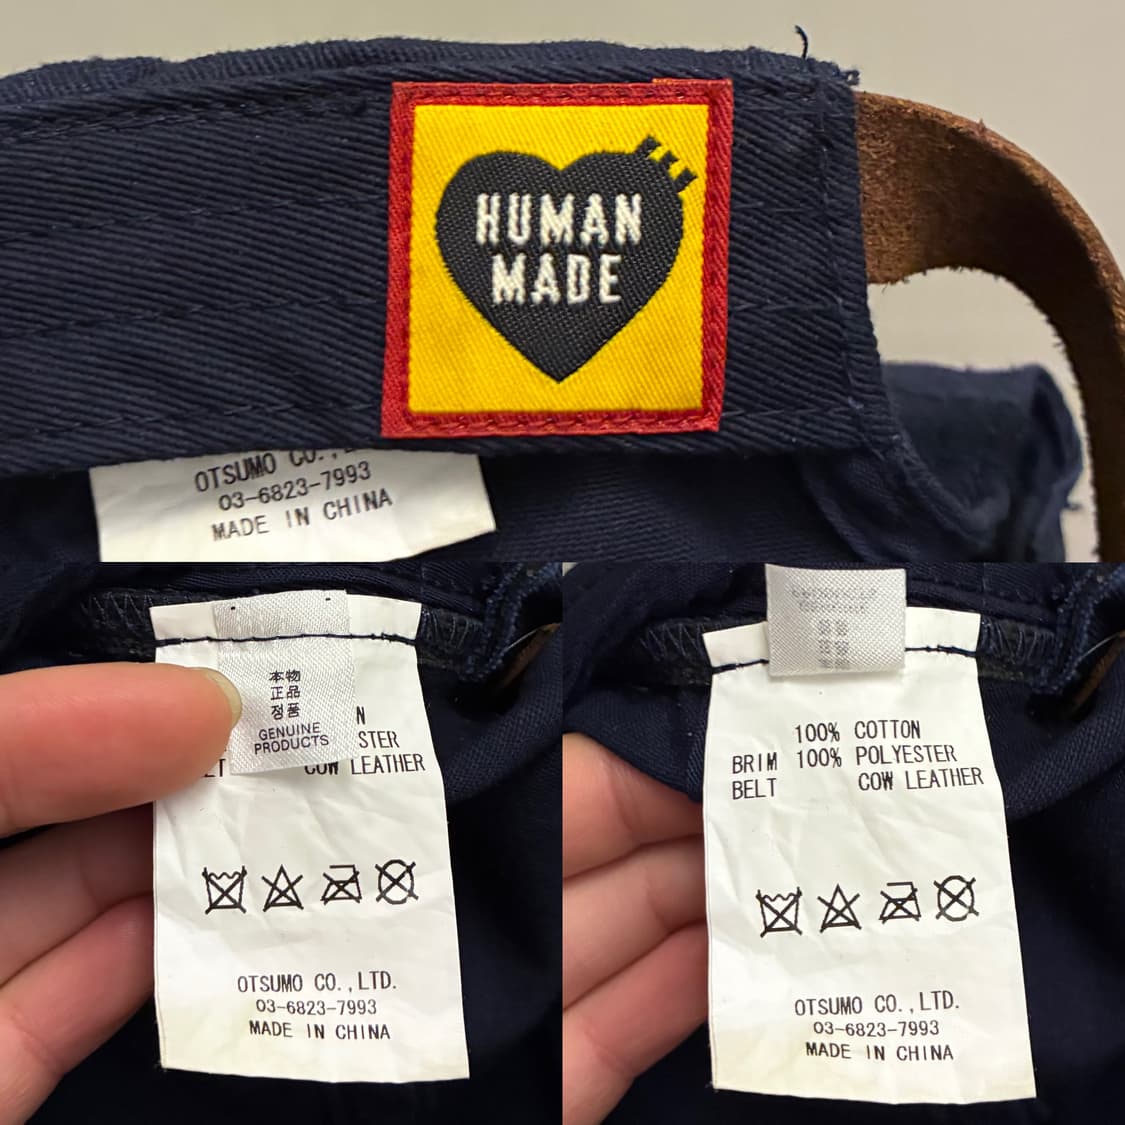 HUMAN
MADE
OTSUMO CO.,
03-6823-7993
MADE IN CHINA
本物
正品
정품
GENUINE
PRODUCTS
N
STER
LT COW LEATHER
OTSUMO CO.,LTD.
03-6823-7993
MADE IN CHINA
100% COTTON
BRIM 100% POLYESTER
BELT COW LEATHER
OTSUMO CO.,LTD.
03-6823-7993
MADE IN CHINA